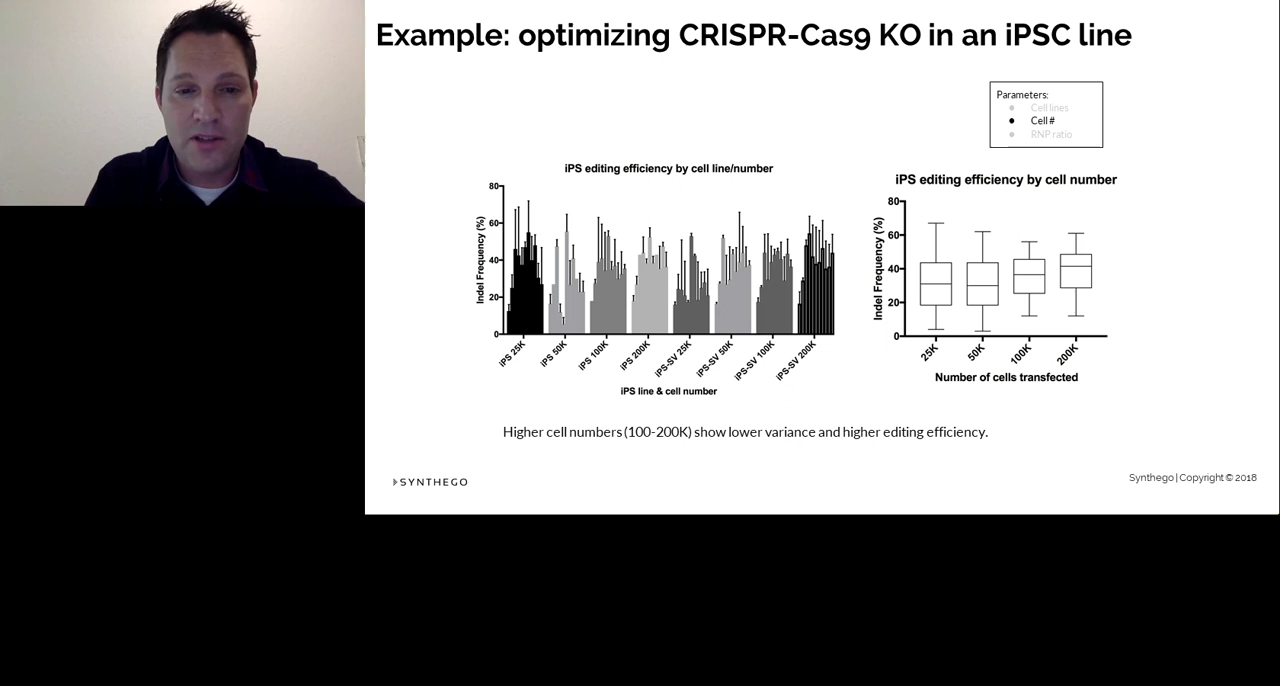 Example: optimizing CRISPR-Cas9 KO in an iPSC line
Parameters:
● Cell lines
● Cell #
● RNP ratio
iPS editing efficiency by cell line/number
Indel Frequency (%)
80
60
40
20
0
iPS 25K
iPS 50K
iPS 100K
iPS 200K
iPS-SV 25K
iPS-SV 50K
iPS-SV 100K
iPS-SV 200K
iPS line & cell number
iPS editing efficiency by cell number
Indel Frequency (%)
80
60
40
20
0
25K
50K
100K
200K
Number of cells transfected
Higher cell numbers (100-200K) show lower variance and higher editing efficiency.
SYNTHEGO
Synthego | Copyright © 2018